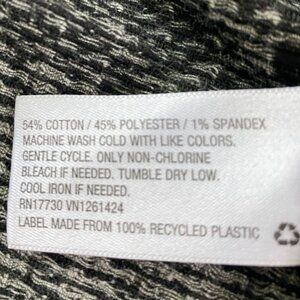 54% COTTON / 45% POLYESTER / 1% SPANDEX
MACHINE WASH COLD WITH LIKE COLORS.
GENTLE CYCLE. ONLY NON-CHLORINE
BLEACH IF NEEDED. TUMBLE DRY LOW.
COOL IRON IF NEEDED.
RN17730 VN1261424
LABEL MADE FROM 100% RECYCLED PLASTIC